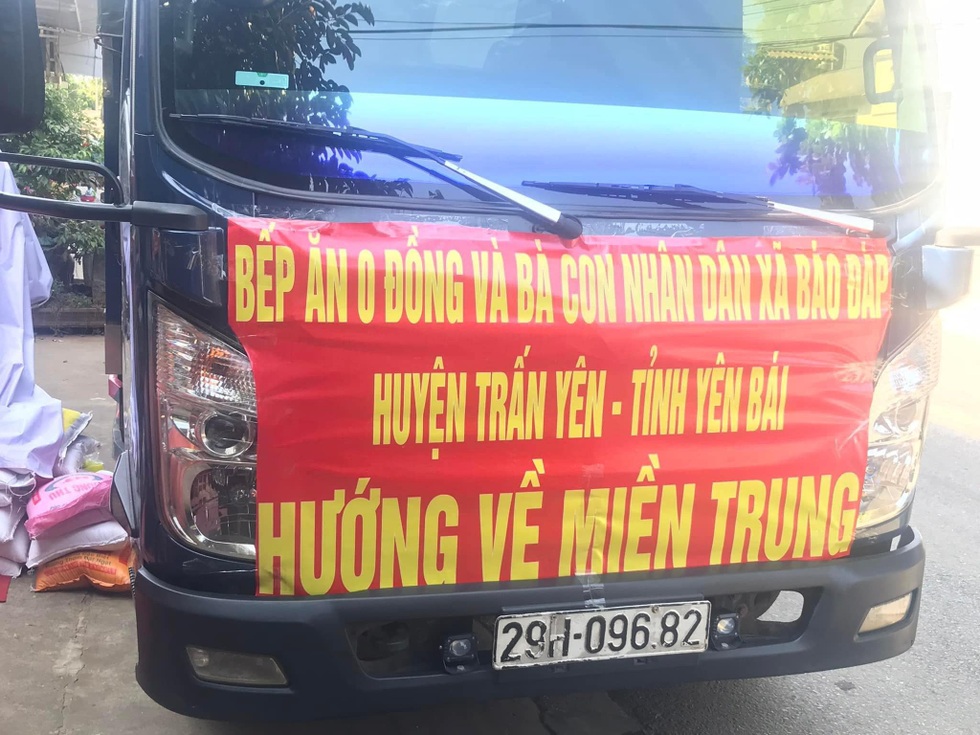 BẾP ĂN 0 ĐỒNG VÀ BÀ CON NHÂN DÂN XÃ BÁO ĐÁP
HUYỆN TRẤN YÊN - TỈNH YÊN BÁI
HƯỚNG VỀ MIỀN TRUNG
29H-096.82